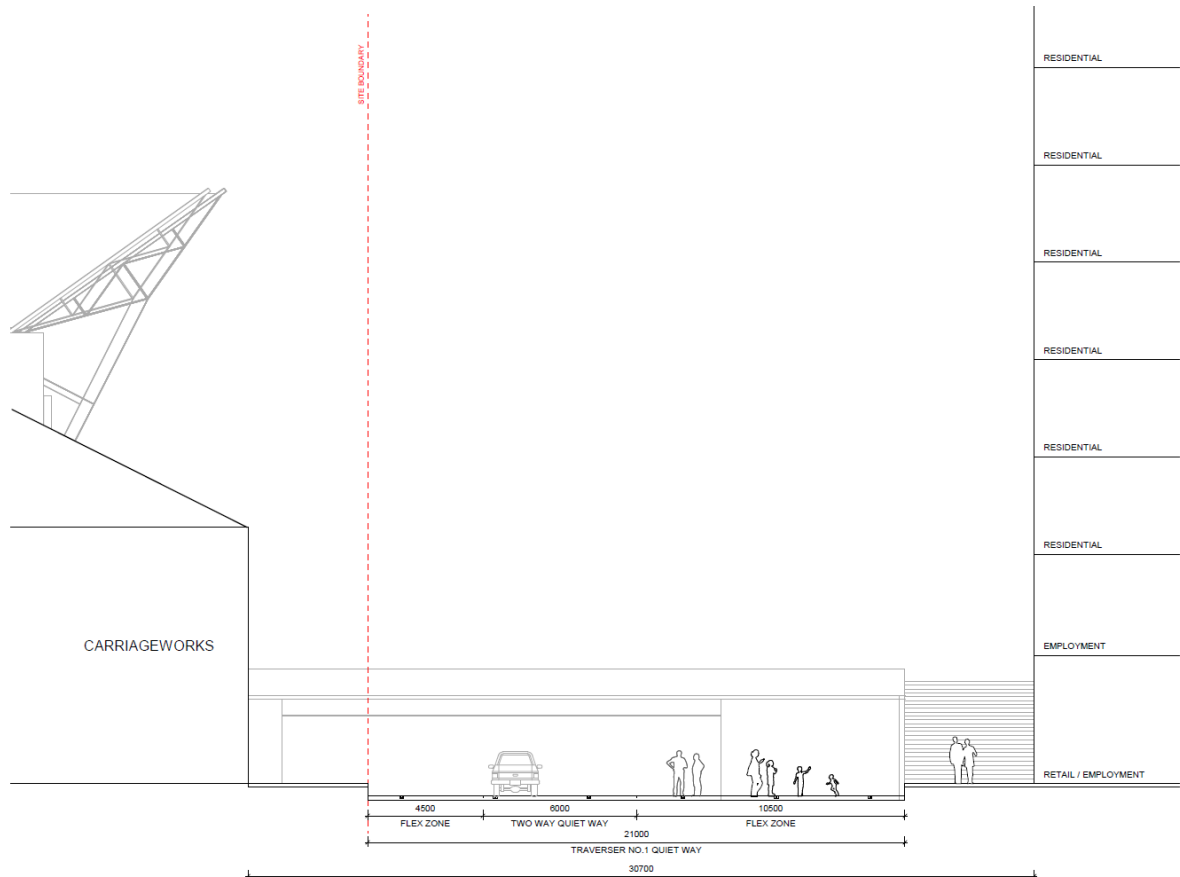 SITE BOUNDARY
RESIDENTIAL
RESIDENTIAL
RESIDENTIAL
RESIDENTIAL
RESIDENTIAL
RESIDENTIAL
CARRIAGEWORKS
EMPLOYMENT
RETAIL / EMPLOYMENT
4500 6000 10500
FLEX ZONE TWO WAY QUIET WAY FLEX ZONE
21000
TRAVERSER NO.1 QUIET WAY
30700